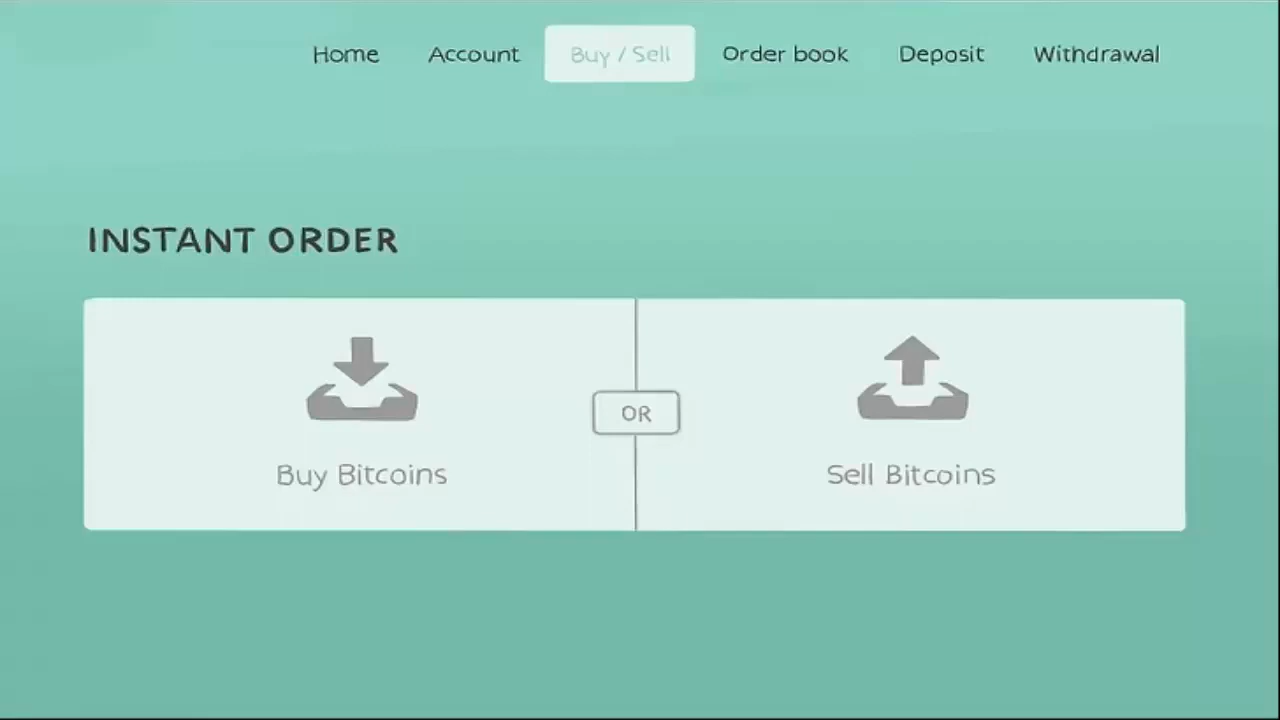 Home Account Buy / Sell Order book Deposit Withdrawal
INSTANT ORDER
OR
Buy Bitcoins Sell Bitcoins